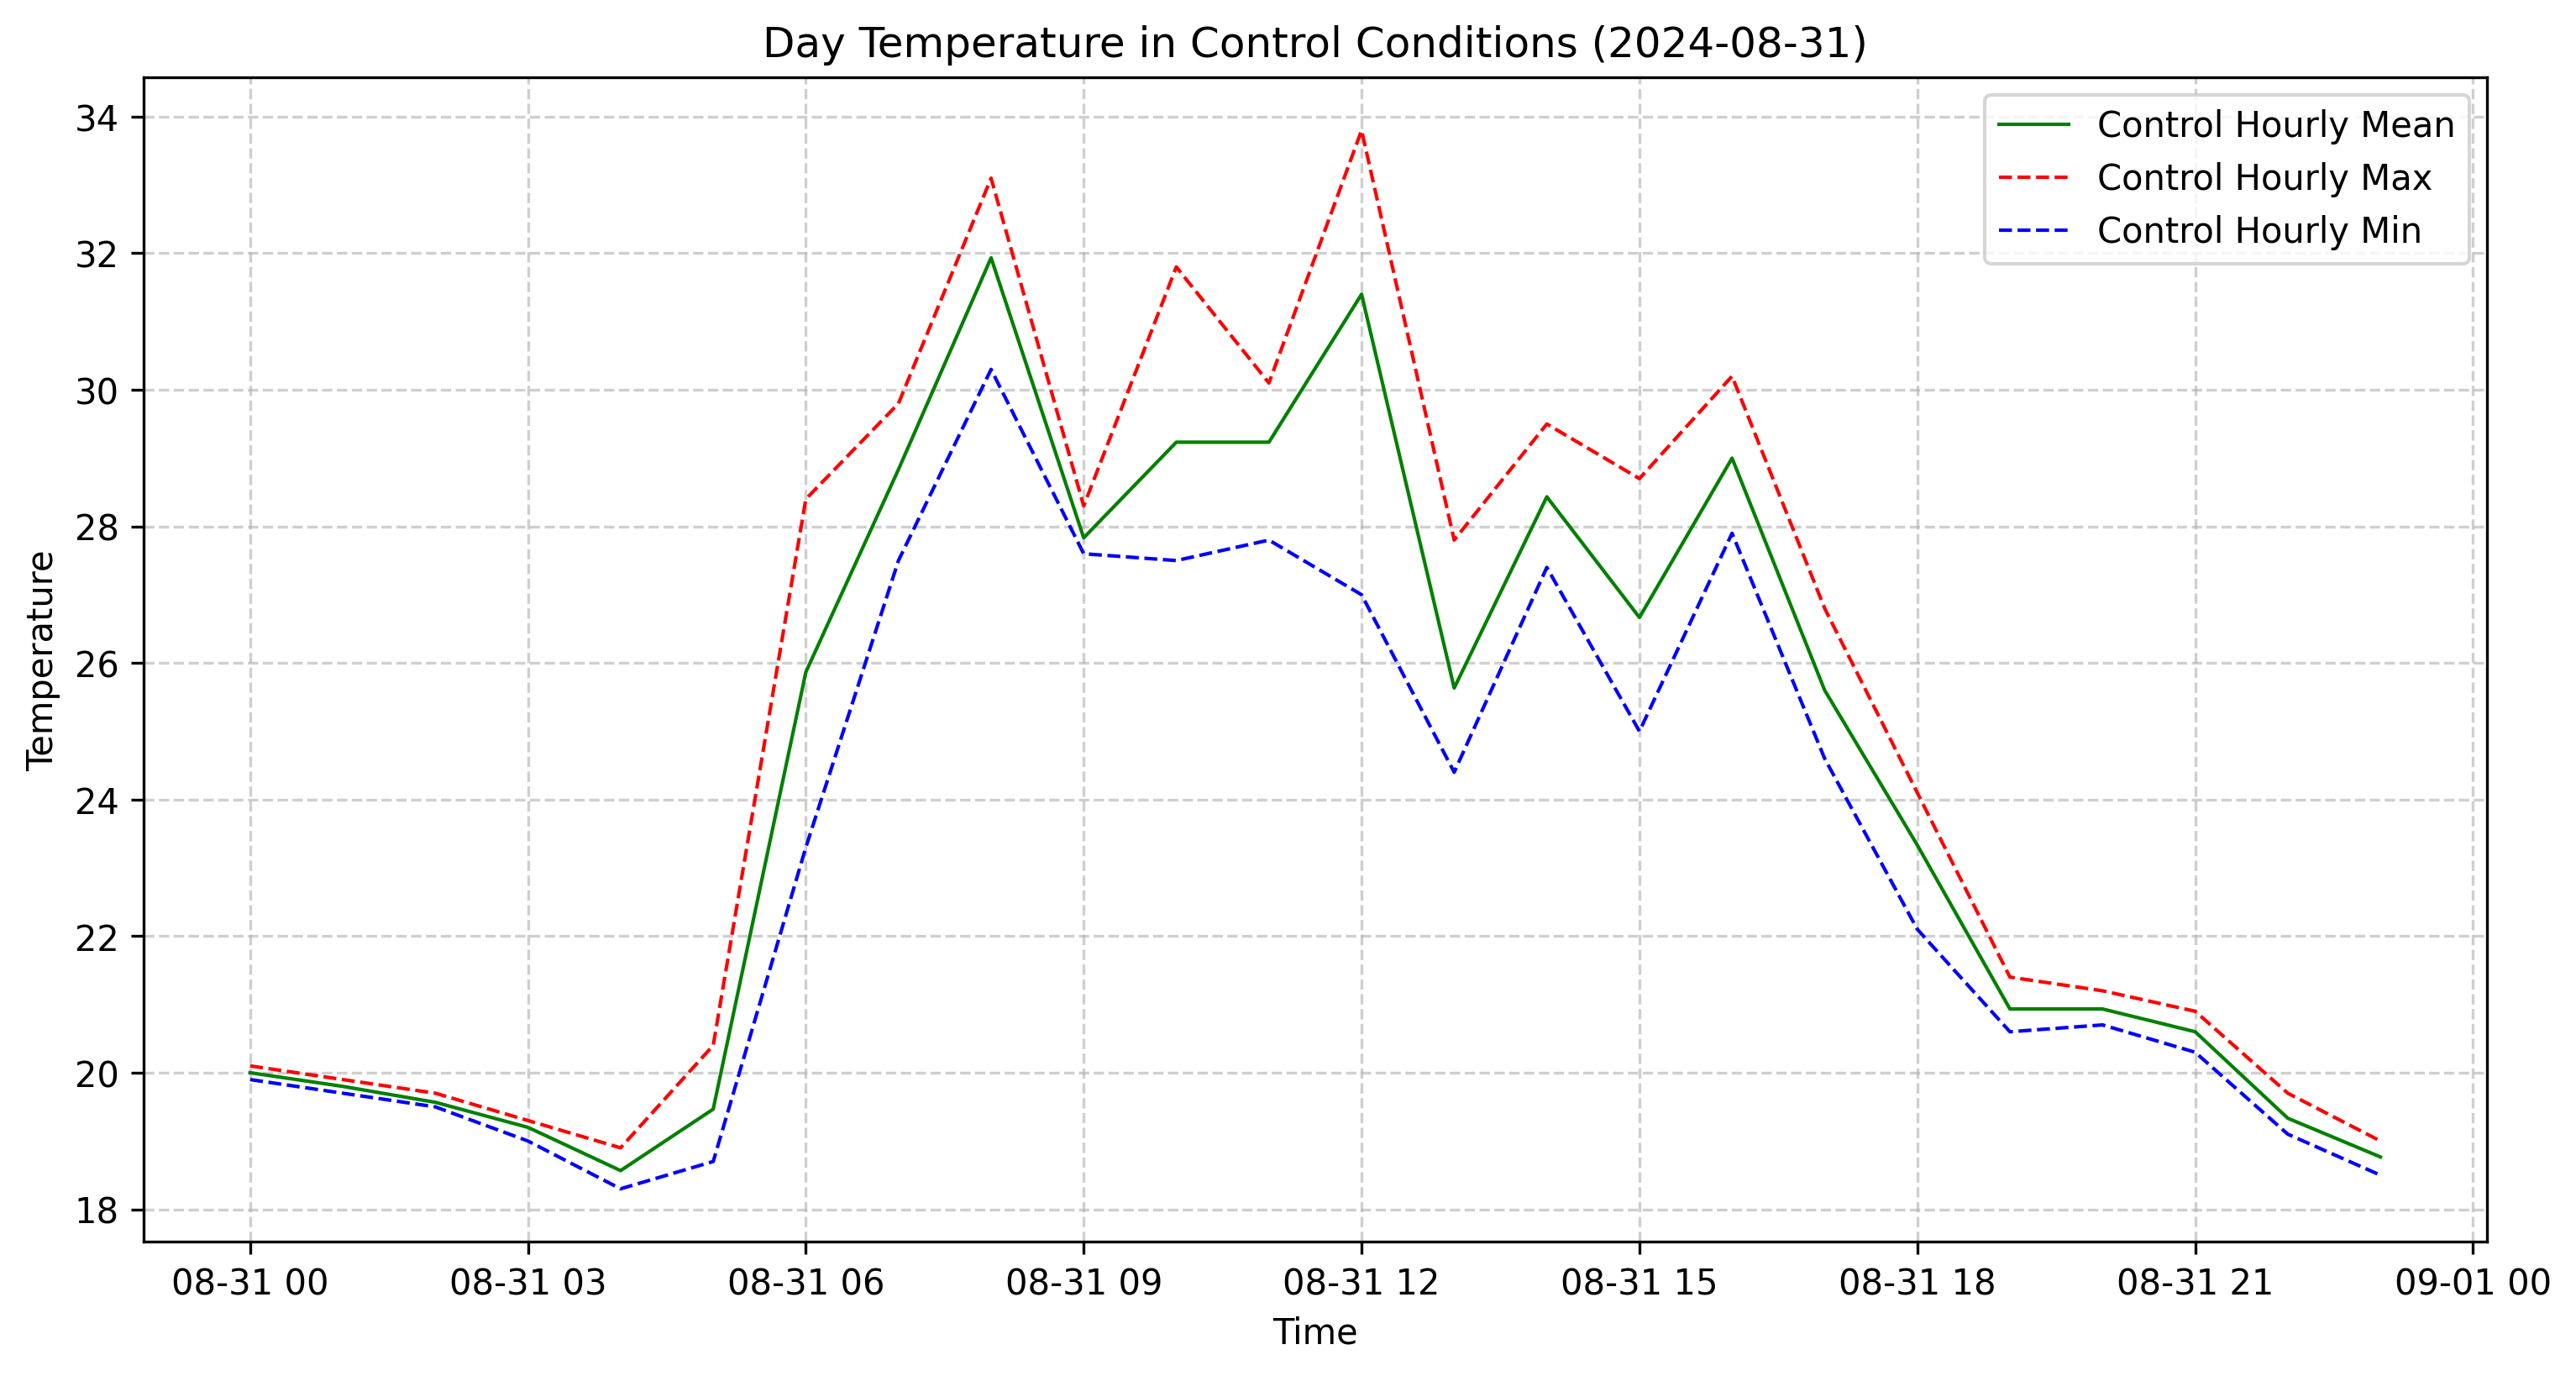 Day Temperature in Control Conditions (2024-08-31)
Control Hourly Mean
Control Hourly Max
Control Hourly Min
34
32
30
28
26
24
22
20
18
Temperature
08-31 00 08-31 03 08-31 06 08-31 09 08-31 12 08-31 15 08-31 18 08-31 21 09-01 00
Time